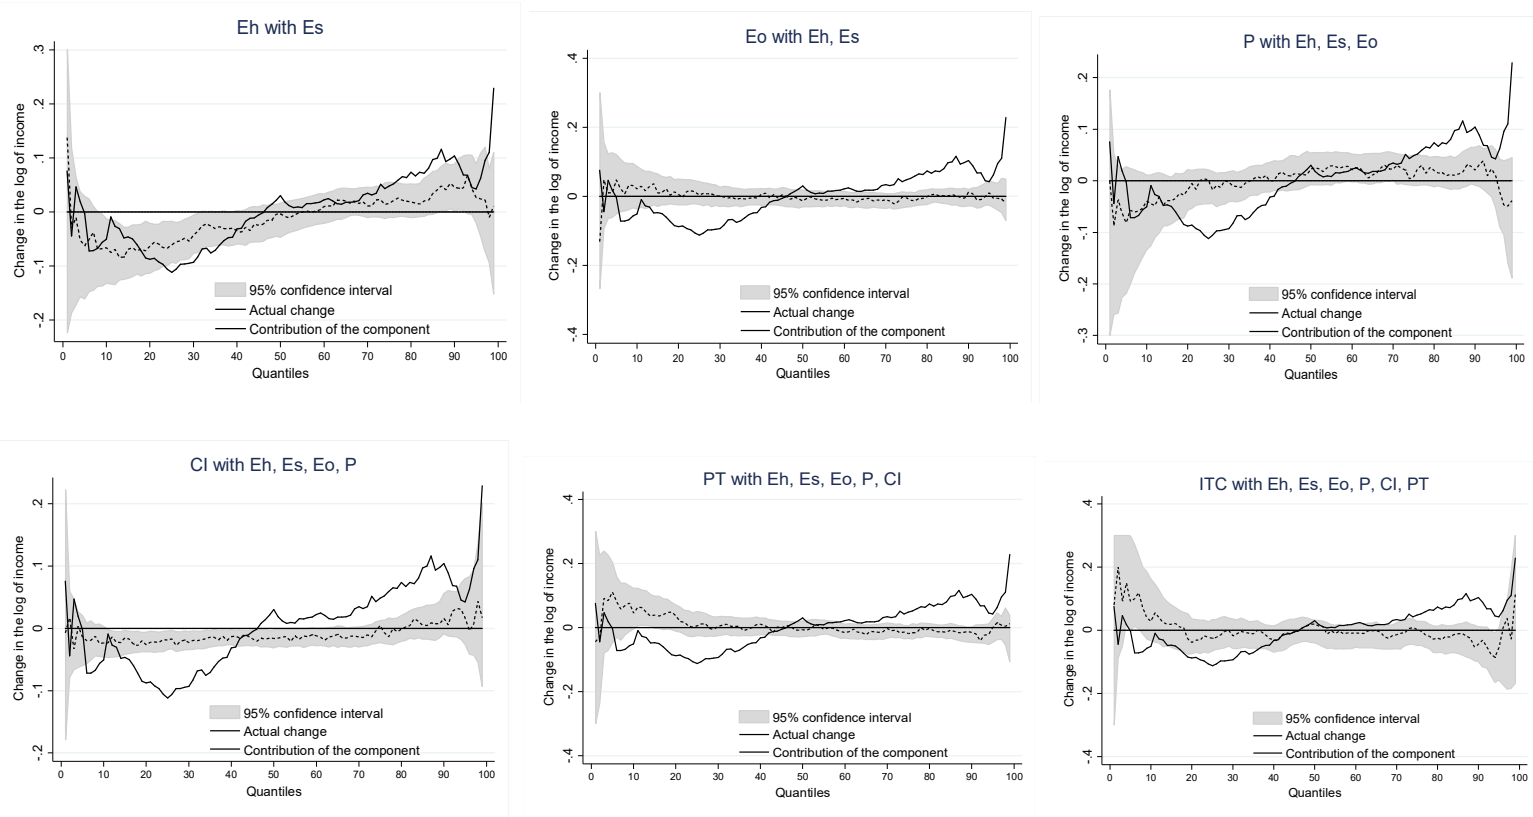 Eh with Es
Change in the log of income
.3
.2
.1
0
-.1
-.2
95% confidence interval
Actual change
Contribution of the component
0 10 20 30 40 50 60 70 80 90 100
Quantiles
Eo with Eh, Es
Change in the log of income
.4
.2
0
-.2
-.4
95% confidence interval
Actual change
Contribution of the component
0 10 20 30 40 50 60 70 80 90 100
Quantiles
P with Eh, Es, Eo
Change in the log of income
.2
.1
0
-.1
-.2
-.3
95% confidence interval
Actual change
Contribution of the component
0 10 20 30 40 50 60 70 80 90 100
Quantiles
CI with Eh, Es, Eo, P
Change in the log of income
.2
.1
0
-.1
-.2
95% confidence interval
Actual change
Contribution of the component
0 10 20 30 40 50 60 70 80 90 100
Quantiles
PT with Eh, Es, Eo, P, CI
Change in the log of income
.4
.2
0
-.2
-.4
95% confidence interval
Actual change
Contribution of the component
0 10 20 30 40 50 60 70 80 90 100
Quantiles
ITC with Eh, Es, Eo, P, CI, PT
Change in the log of income
.4
.2
0
-.2
-.4
95% confidence interval
Actual change
Contribution of the component
0 10 20 30 40 50 60 70 80 90 100
Quantiles